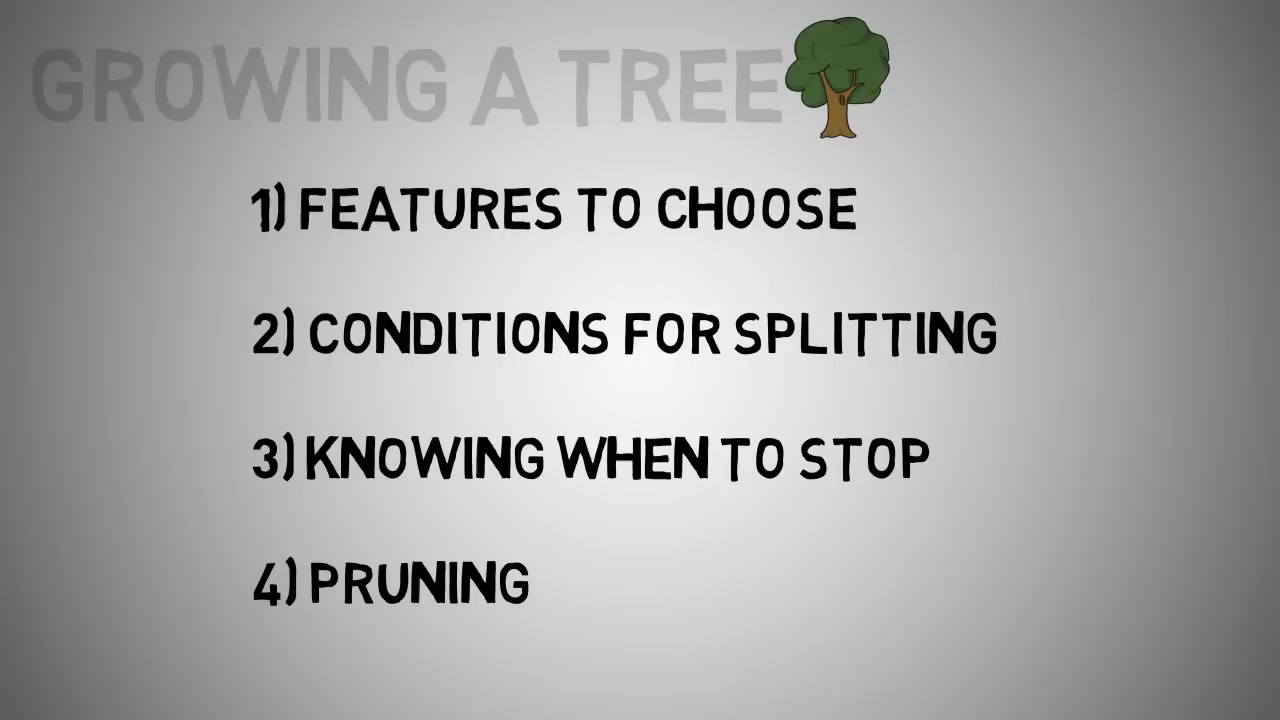 GROWING A TREE
1) FEATURES TO CHOOSE
2) CONDITIONS FOR SPLITTING
3) KNOWING WHEN TO STOP
4) PRUNING